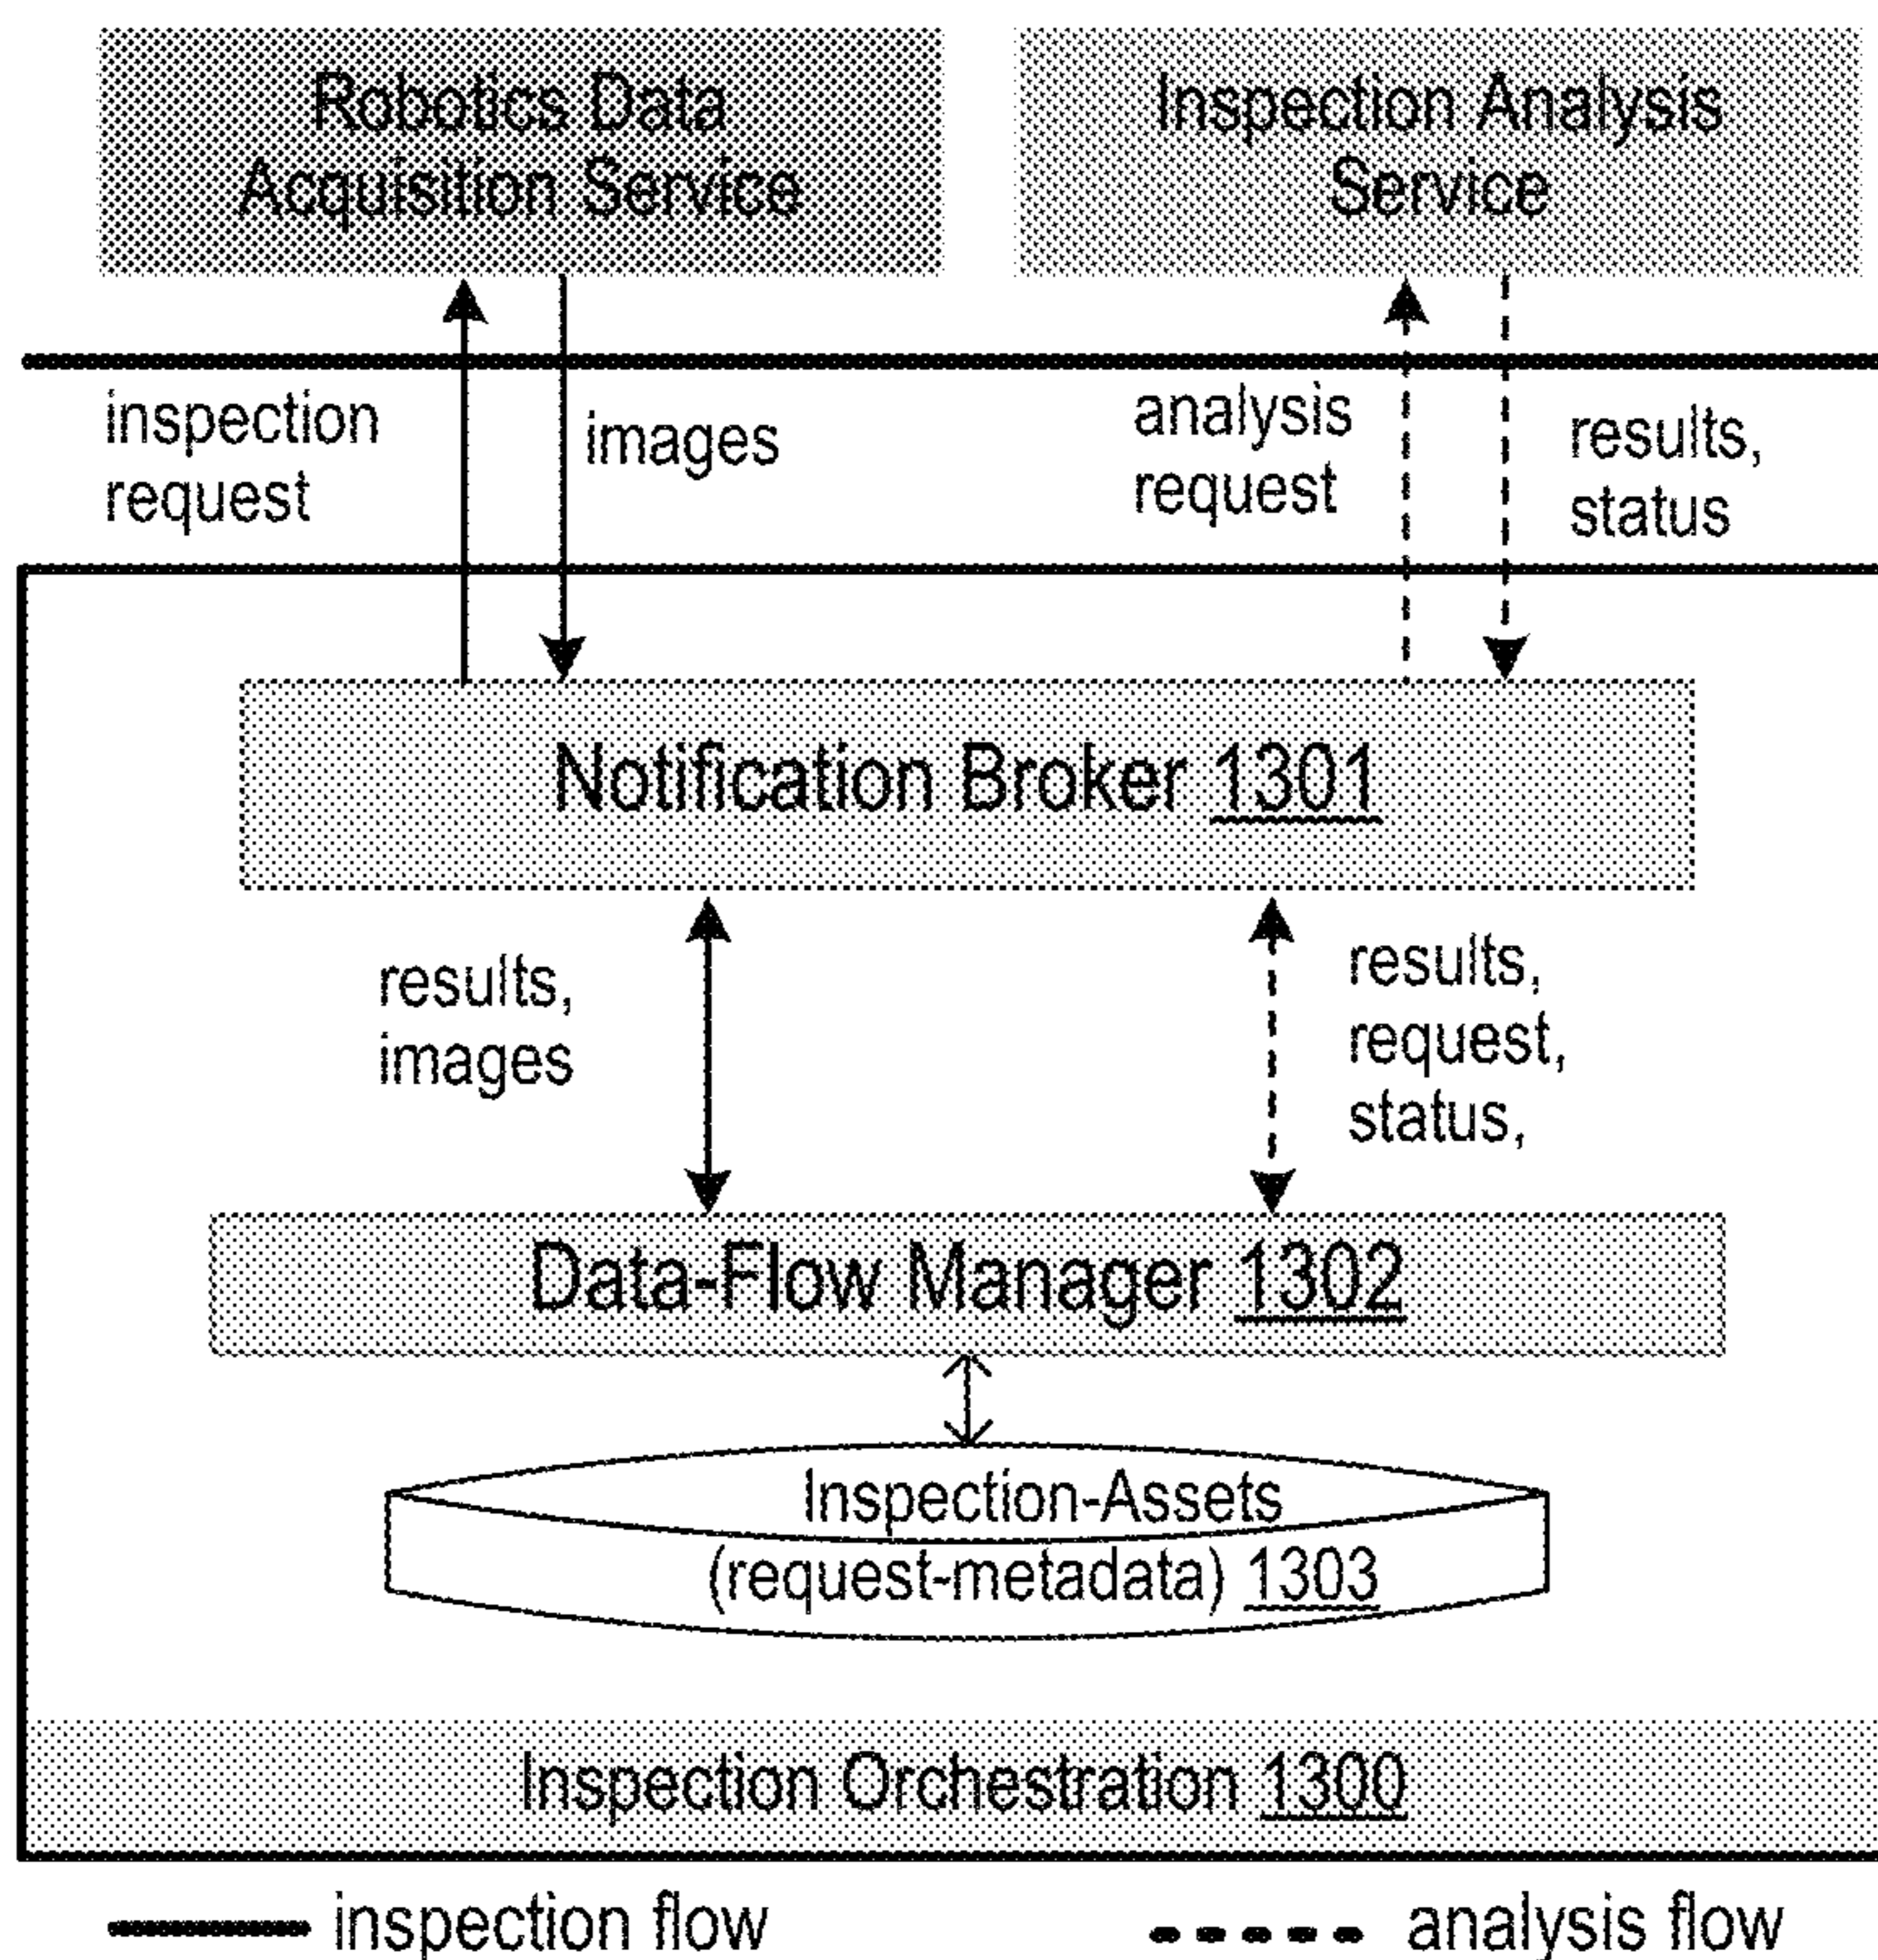 Robotics Data
Acquisition Service
Inspection Analysis
Service
inspection
request
images
analysis
request
results,
status
Notification Broker 1301
results,
images
results,
request,
status,
Data-Flow Manager 1302
Inspection-Assets
(request-metadata) 1303
Inspection Orchestration 1300
inspection flow
analysis flow